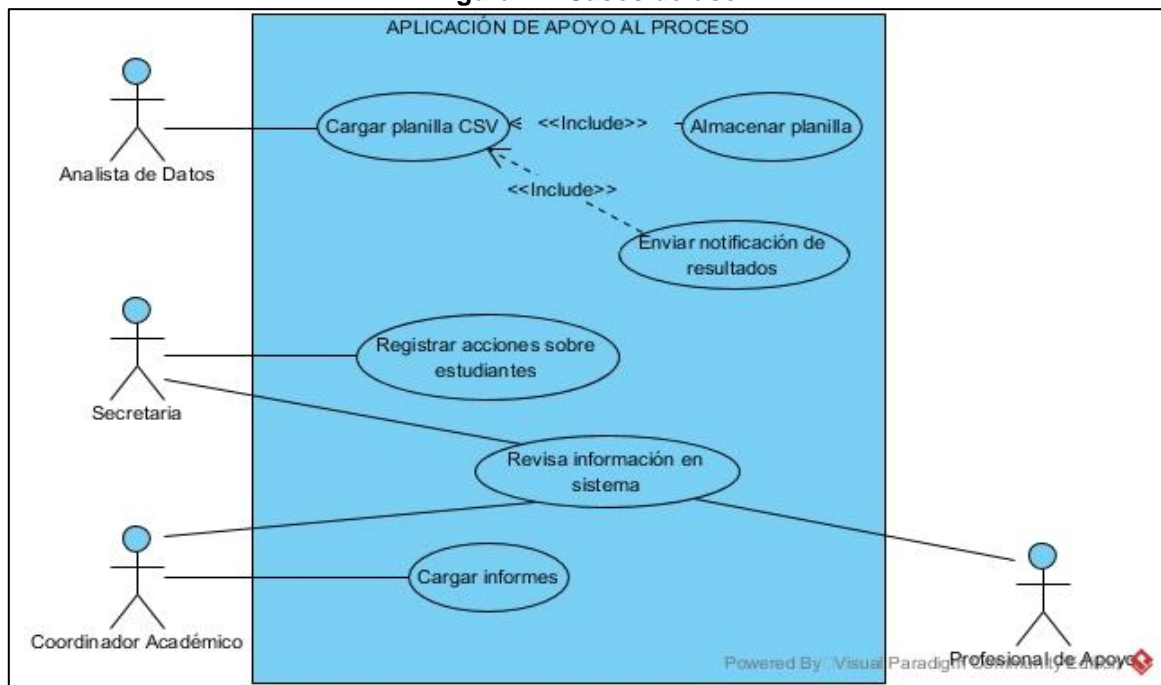 APLICACIÓN DE APOYO AL PROCESO
Cargar planilla CSV
<<Include>>
Almacenar planilla
Analista de Datos
<<Include>>
Enviar notificación de
resultados
Registrar acciones sobre
estudiantes
Secretaria
Revisa información en
sistema
Cargar informes
Coordinador Académico
Profesional de Apoyo
Powered By Visual Paradigm Community Edition